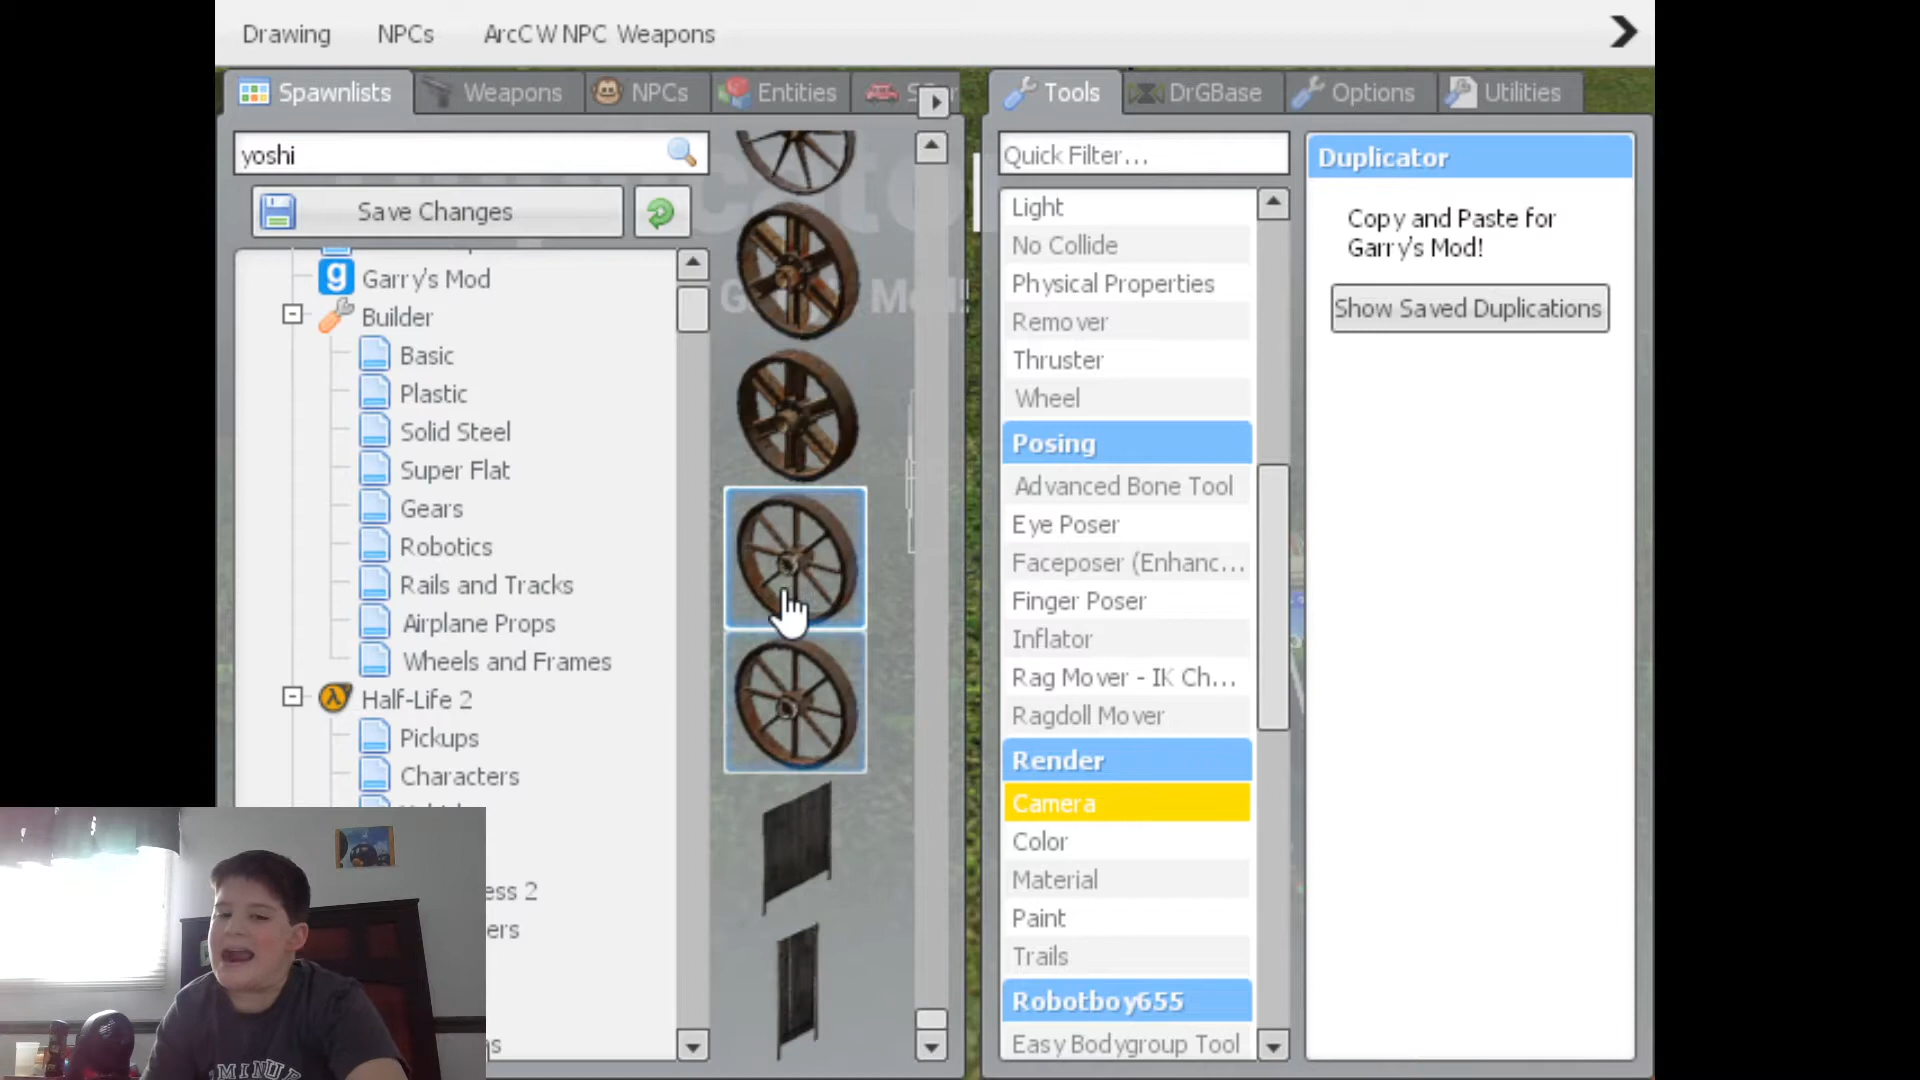 Drawing NPCs ArcCW NPC Weapons
Spawnlists Weapons NPCs Entities
Tools DrGBase Options Utilities
yoshi
Save Changes
Garry's Mod
Builder
Basic
Plastic
Solid Steel
Super Flat
Gears
Robotics
Rails and Tracks
Airplane Props
Wheels and Frames
Half-Life 2
Pickups
Characters
ess 2
ers
ns
Quick Filter...
Light
No Collide
Physical Properties
Remover
Thruster
Wheel
Posing
Advanced Bone Tool
Eye Poser
Faceposer (Enhanc...
Finger Poser
Inflator
Rag Mover - IK Ch...
Ragdoll Mover
Render
Camera
Color
Material
Paint
Trails
Robotboy655
Easy Bodygroup Tool
Duplicator
Copy and Paste for
Garry's Mod!
Show Saved Duplications